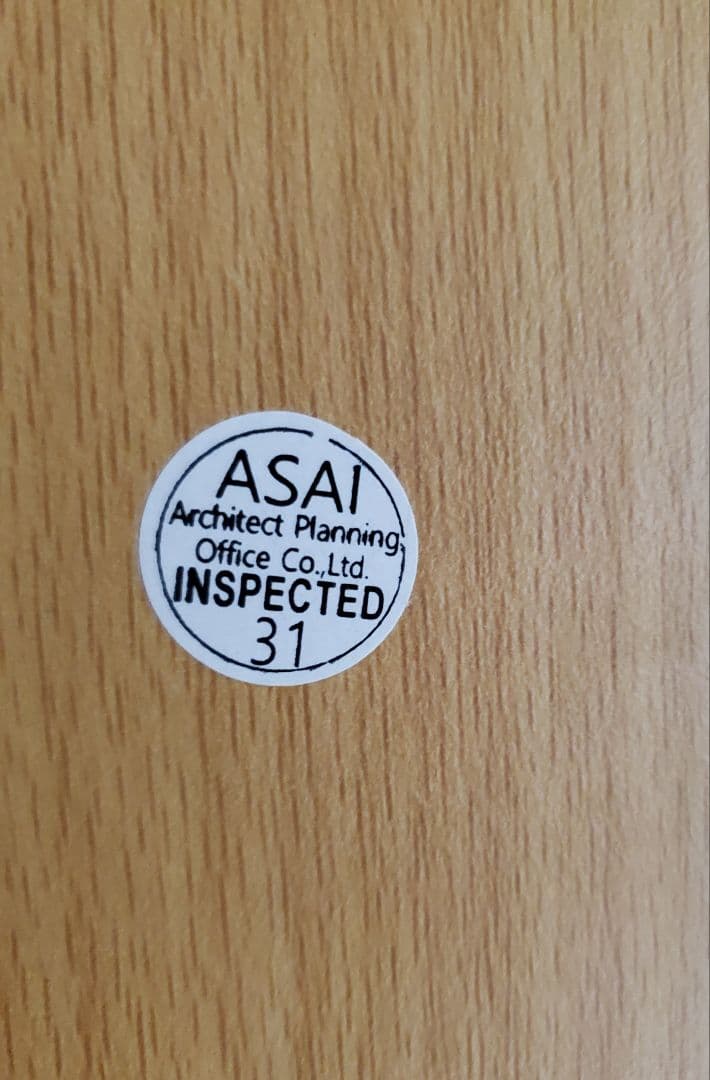 ASAI
Architect Planning
Office Co.,Ltd.
INSPECTED
31